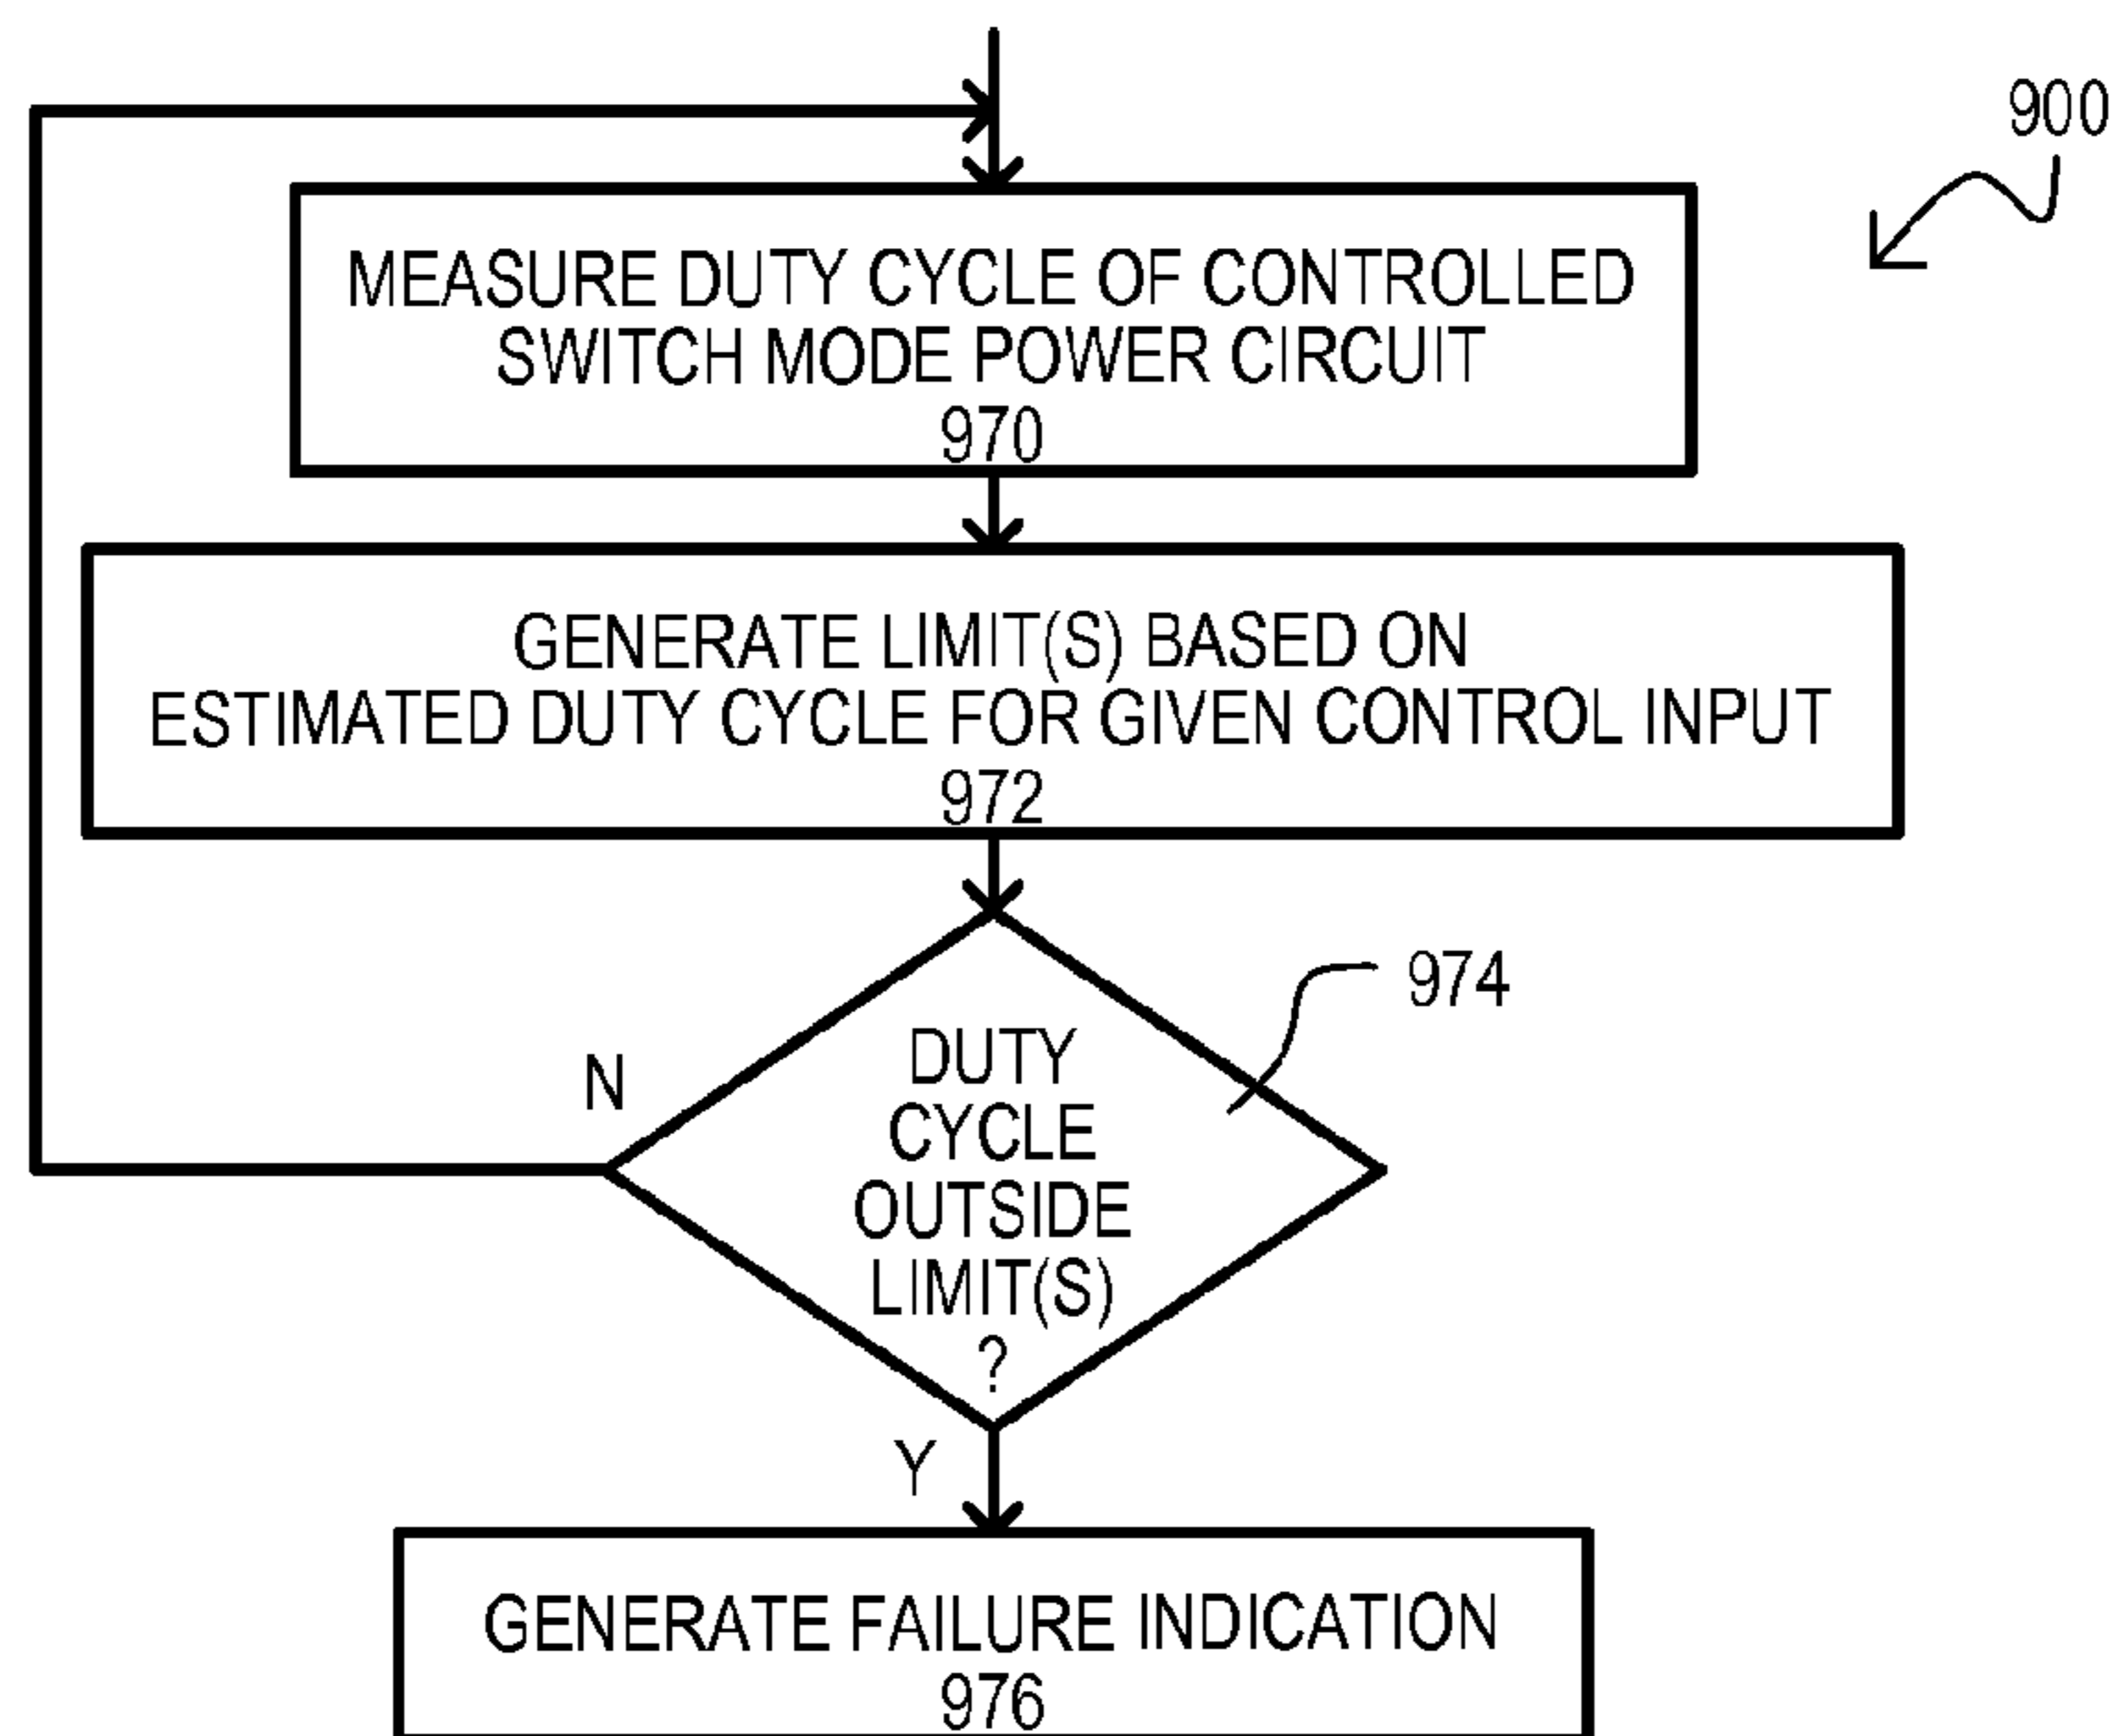 900
MEASURE DUTY CYCLE OF CONTROLLED
SWITCH MODE POWER CIRCUIT
970
GENERATE LIMIT(S) BASED ON
ESTIMATED DUTY CYCLE FOR GIVEN CONTROL INPUT
972
974
N
DUTY
CYCLE
OUTSIDE
LIMIT(S)
?
Y
GENERATE FAILURE INDICATION
976